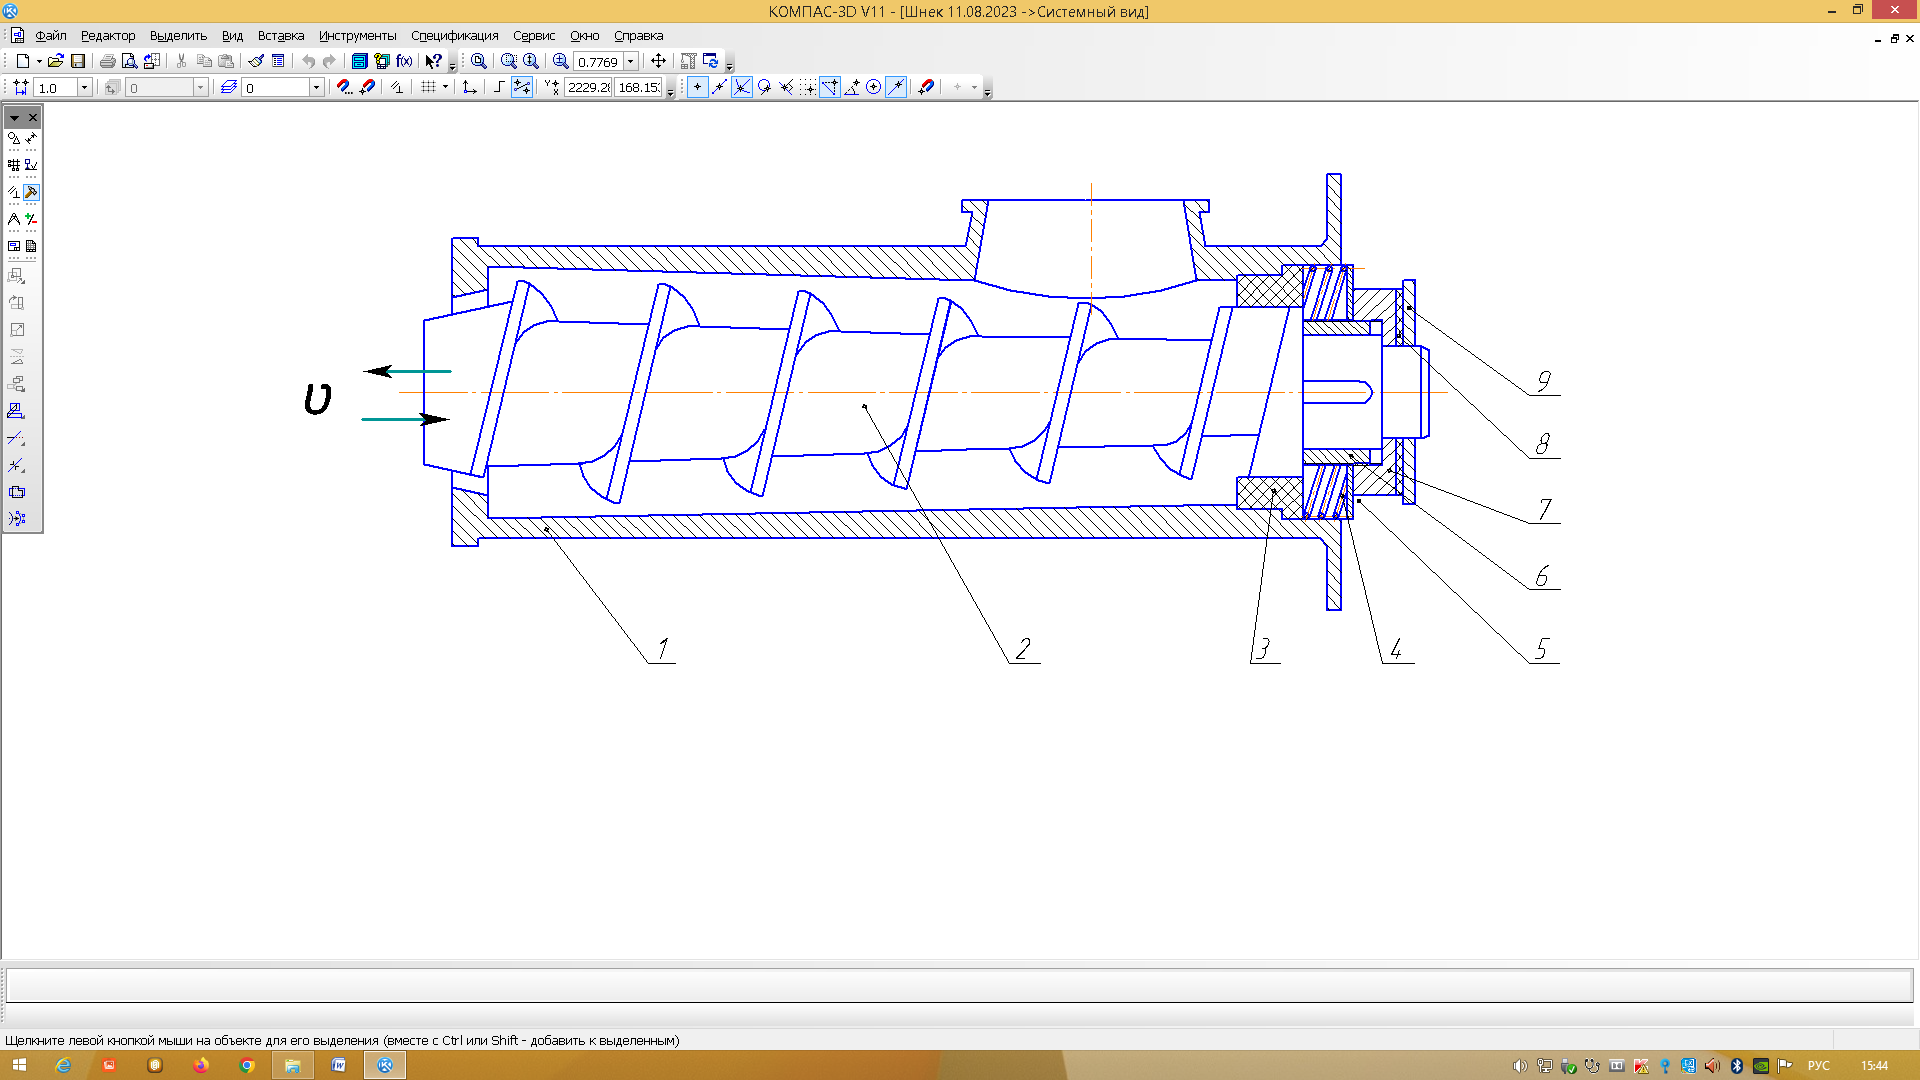 КОМПАС-3D V11 - [Шнек 11.08.2023 ->Системный вид]
Файл Редактор Выделить Вид Вставка Инструменты Спецификация Сервис Окно Справка
f(x) 0.7769
1.0 0 0 2229.2 168.15
υ
9
8
7
6
1 2 3 4 5
Щелкните левой кнопкой мыши на объекте для его выделения (вместе с Ctrl или Shift - добавить к выделенным)
РУС 15:44